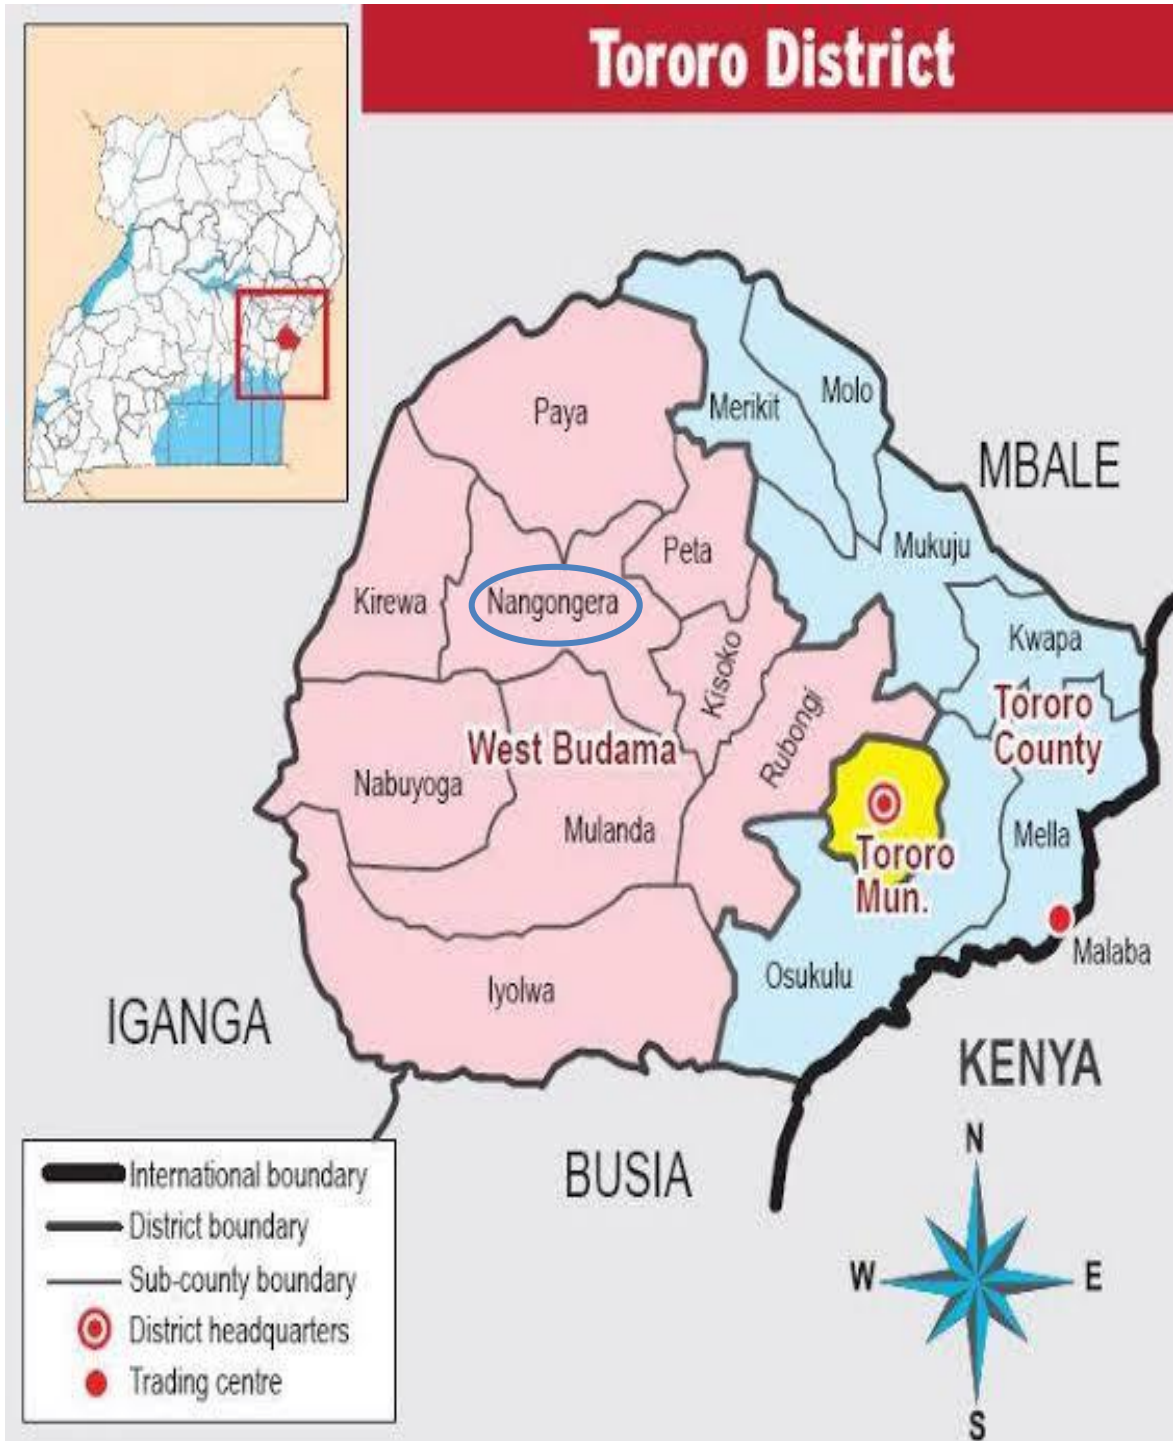 Tororo District
Paya
Merikit
Molo
MBALE
Mukuju
Peta
Kirewa
Nangongera
Kwapa
Kisoko
Tororo
County
Rubongi
West Budama
Nabuyoga
Mulanda
Mella
Tororo
Mun.
Malaba
Osukulu
Iyolwa
IGANGA
KENYA
BUSIA
N
W
E
S
International boundary
District boundary
Sub-county boundary
District headquarters
Trading centre